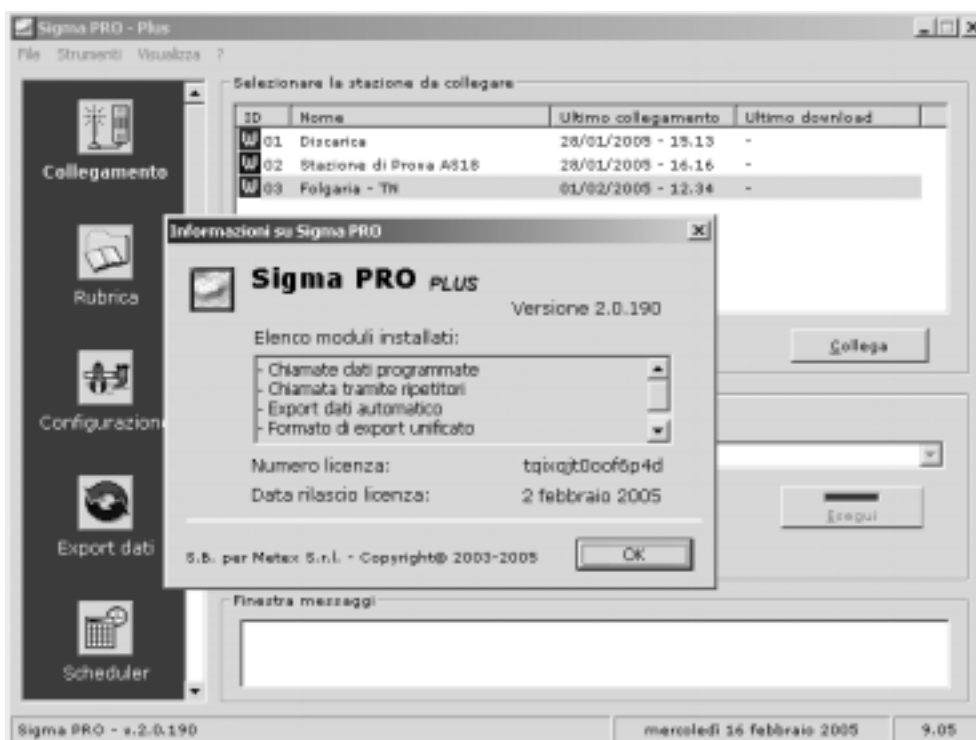 Sigma PRO - Plus
File Strumenti Visualizza ?
Selezionare la stazione da collegare
ID Nome Ultimo collegamento Ultimo download
01 Discarica 28/01/2005 - 15.13 -
02 Stazione di Prova AS18 28/01/2005 - 16.16 -
03 Folgaria - TN 01/02/2005 - 12.34 -
Collegamento
Rubrica
Configurazion
Export dati
Scheduler
Collega
Esegui
Informazioni su Sigma PRO
Sigma PRO PLUS
Versione 2.0.190
Elenco moduli installati:
- Chiamate dati programmate
- Chiamata tramite ripetitori
- Export dati automatico
- Formato di export unificato
Numero licenza: tqixqjt0oof6p4d
Data rilascio licenza: 2 febbraio 2005
S.B. per Metex S.r.l. - Copyright® 2003-2005
OK
Finestra messaggi
Sigma PRO - v.2.0.190 mercoledì 16 febbraio 2005 9.05